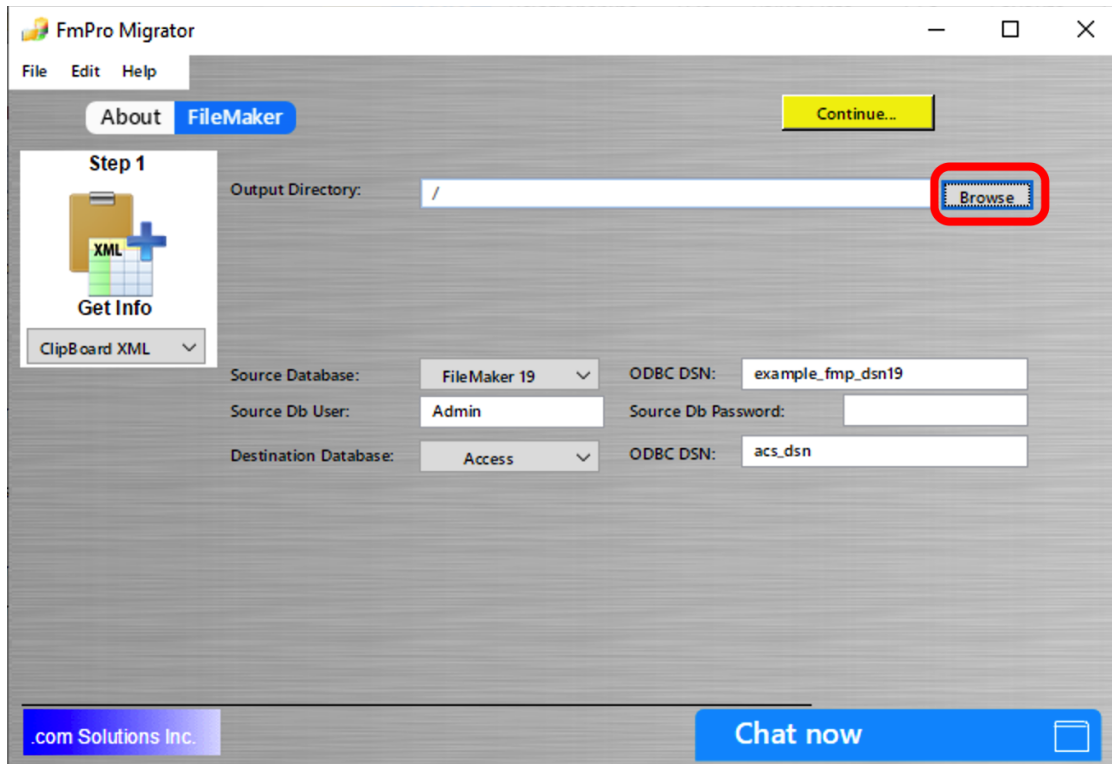 FmPro Migrator
File Edit Help
About FileMaker
Continue...
Step 1
Output Directory: /
Browse
XML
Get Info
ClipBoard XML
Source Database: FileMaker 19 ODBC DSN: example_fmp_dsn19
Source Db User: Admin Source Db Password:
Destination Database: Access ODBC DSN: acs_dsn
.com Solutions Inc.
Chat now